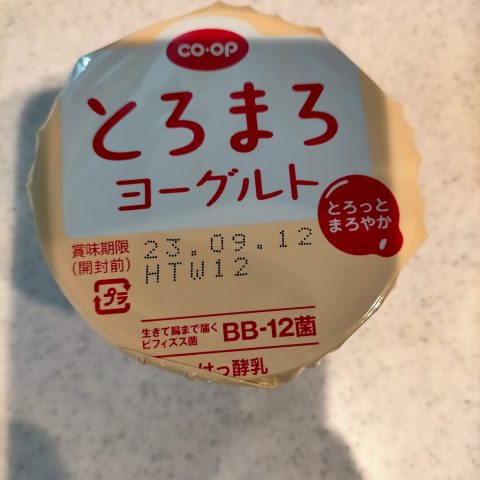 CO·OP
とろまろ
ヨーグルト
とろっと
まろやか
賞味期限
(開封前)
23.09.12
HTW12
プラ
生きて腸まで届く
ビフィズス菌
BB-12菌
はっ酵乳